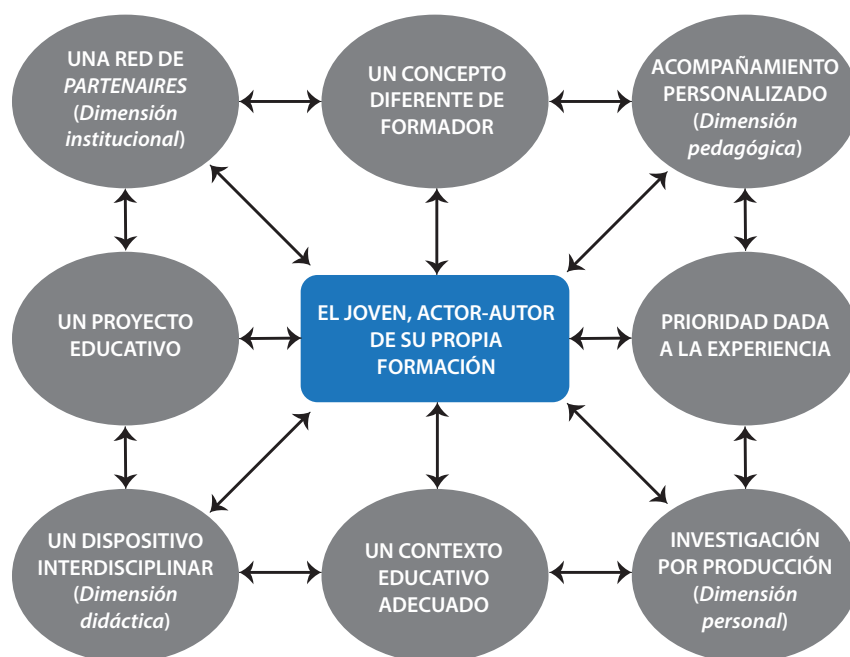 UNA RED DE
PARTENAIRES
(Dimensión
institucional)
UN CONCEPTO
DIFERENTE DE
FORMADOR
ACOMPAÑAMIENTO
PERSONALIZADO
(Dimensión
pedagógica)
UN PROYECTO
EDUCATIVO
EL JOVEN, ACTOR-AUTOR
DE SU PROPIA
FORMACIÓN
PRIORIDAD DADA
A LA EXPERIENCIA
UN DISPOSITIVO
INTERDISCIPLINAR
(Dimensión
didáctica)
UN CONTEXTO
EDUCATIVO
ADECUADO
INVESTIGACIÓN
POR PRODUCCIÓN
(Dimensión
personal)